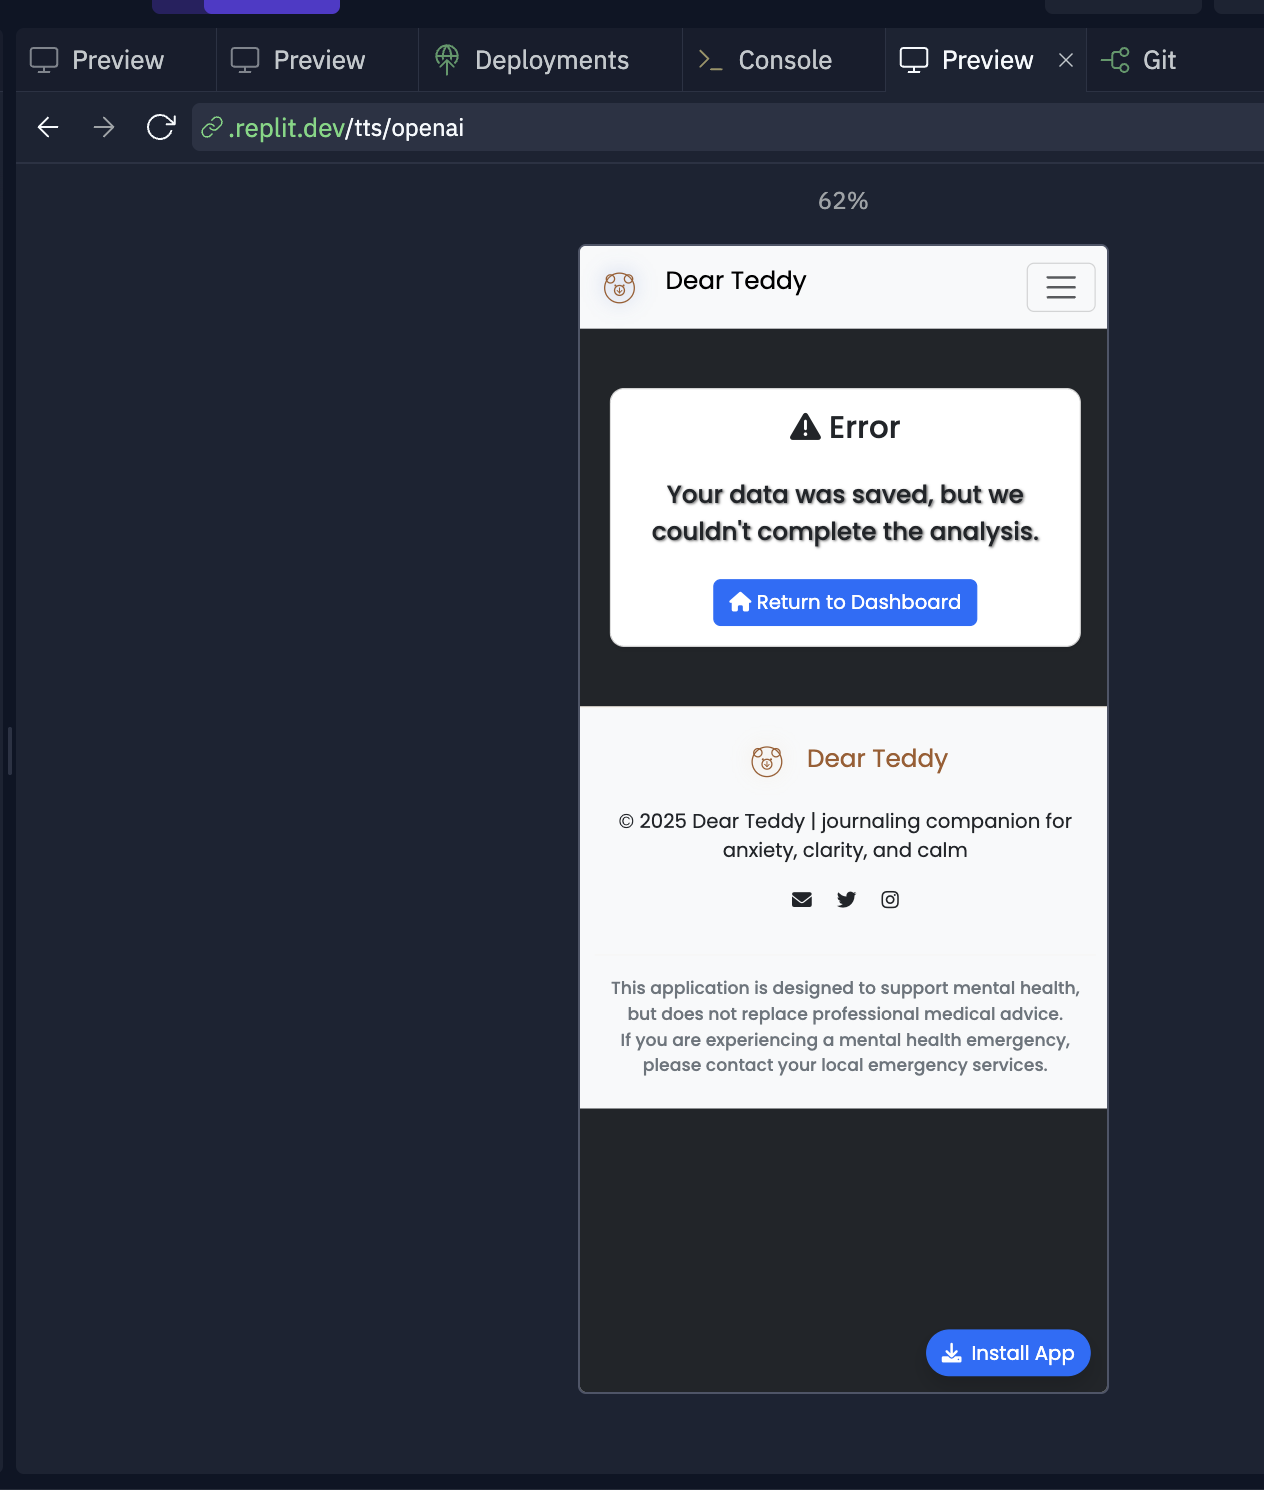 Preview
Preview
Deployments
Console
Preview
Git
.replit.dev/tts/openai
62%
Dear Teddy
Error
Your data was saved, but we
couldn't complete the analysis.
Return to Dashboard
Dear Teddy
© 2025 Dear Teddy | journaling companion for
anxiety, clarity, and calm
This application is designed to support mental health,
but does not replace professional medical advice.
If you are experiencing a mental health emergency,
please contact your local emergency services.
Install App